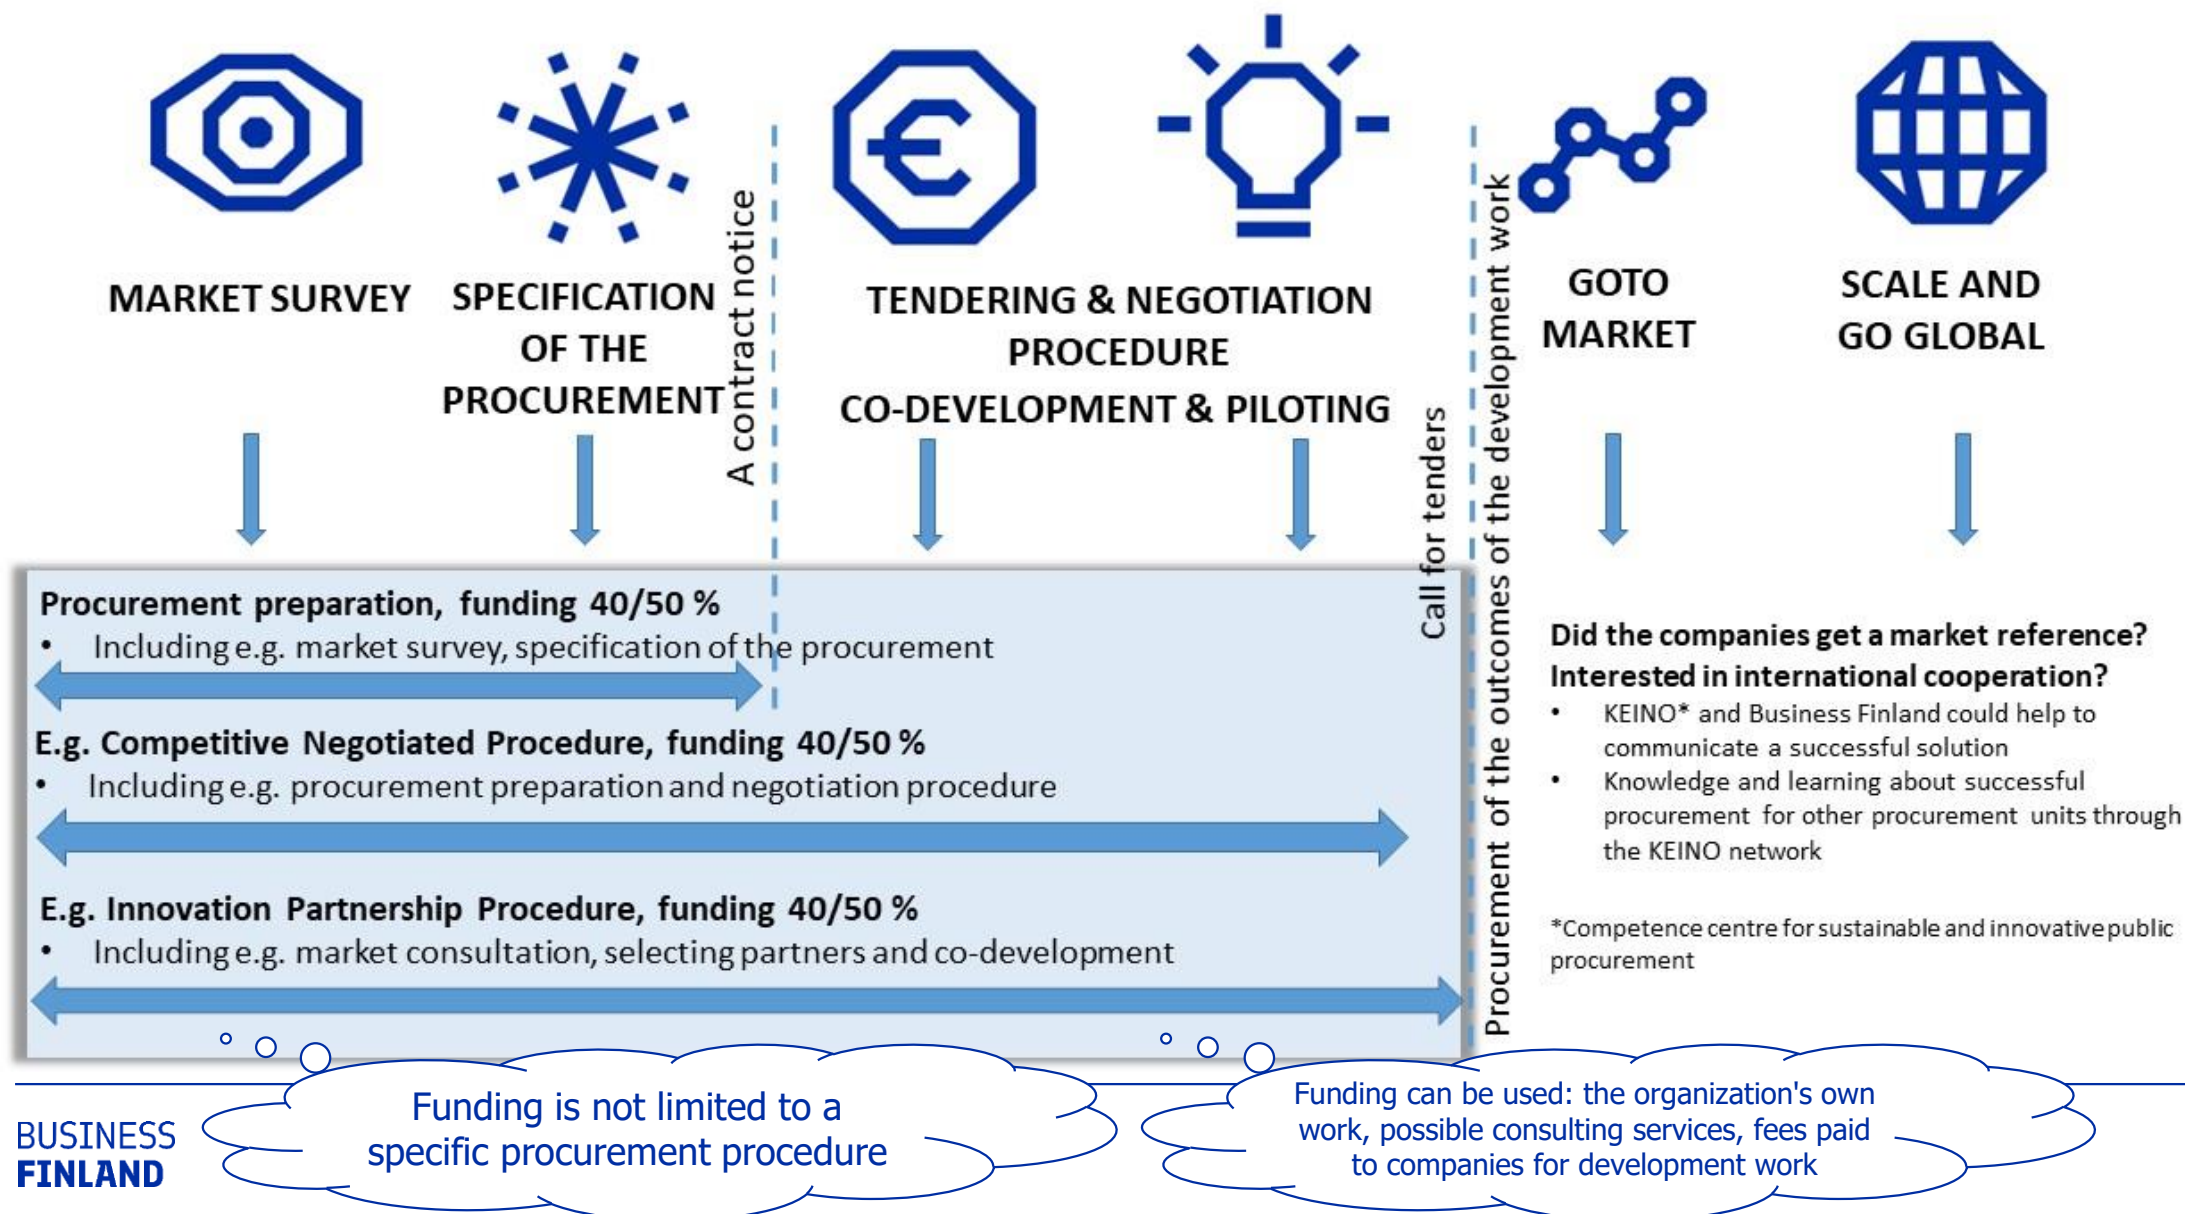 MARKET SURVEY
SPECIFICATION
OF THE
PROCUREMENT
A contract notice
TENDERING & NEGOTIATION
PROCEDURE
CO-DEVELOPMENT & PILOTING
Call for tenders
Procurement of the outcomes of the development work
GOTO
MARKET
SCALE AND
GO GLOBAL
Procurement preparation, funding 40/50 %
• Including e.g. market survey, specification of the procurement
E.g. Competitive Negotiated Procedure, funding 40/50 %
• Including e.g. procurement preparation and negotiation procedure
E.g. Innovation Partnership Procedure, funding 40/50 %
• Including e.g. market consultation, selecting partners and co-development
Did the companies get a market reference?
Interested in international cooperation?
• KEINO* and Business Finland could help to
communicate a successful solution
• Knowledge and learning about successful
procurement for other procurement units through
the KEINO network
*Competence centre for sustainable and innovative public
procurement
Funding is not limited to a
specific procurement procedure
Funding can be used: the organization's own
work, possible consulting services, fees paid
to companies for development work
BUSINESS
FINLAND